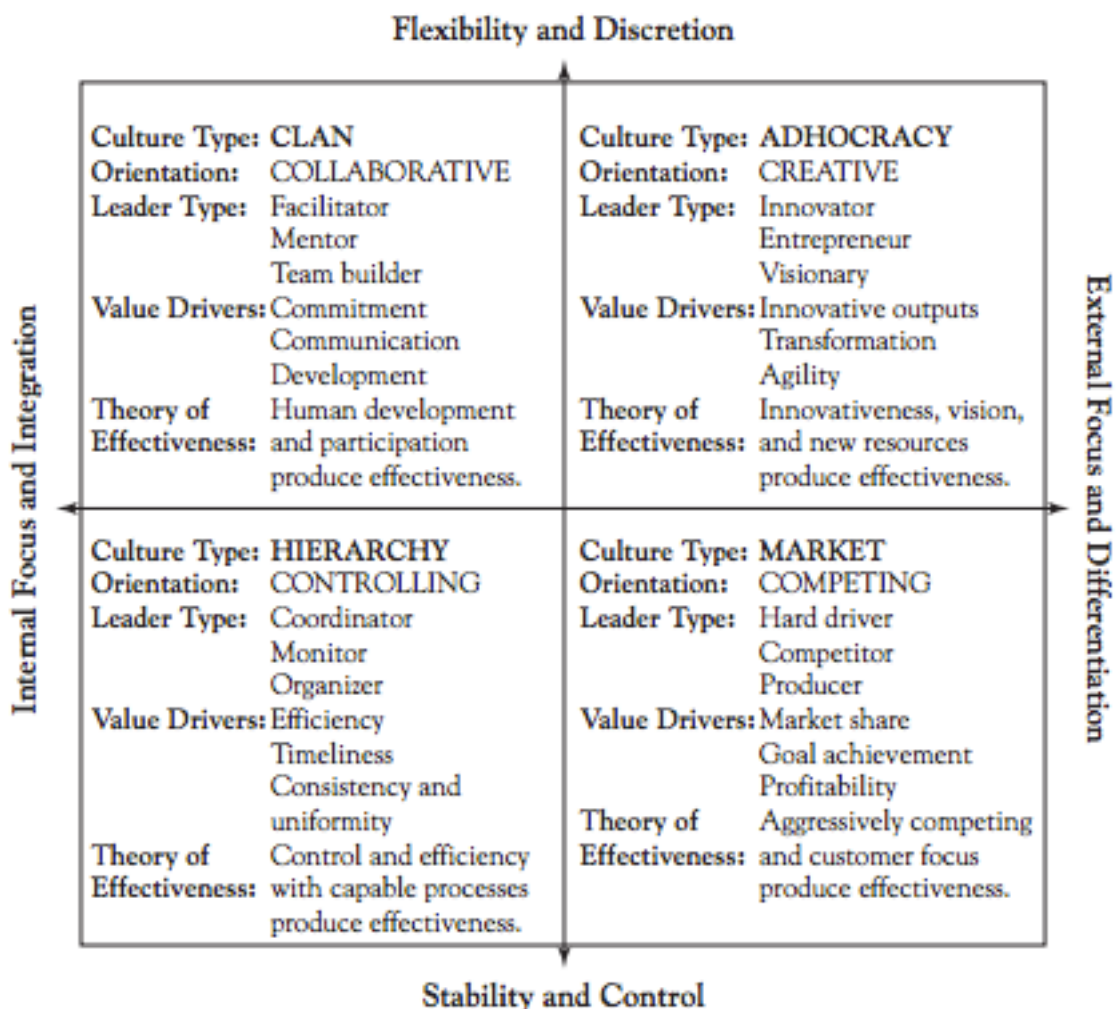 Flexibility and Discretion
Culture Type: CLAN
Orientation: COLLABORATIVE
Leader Type: Facilitator
Mentor
Team builder
Value Drivers: Commitment
Communication
Development
Theory of Human development
Effectiveness: and participation
produce effectiveness.
Culture Type: ADHOCRACY
Orientation: CREATIVE
Leader Type: Innovator
Entrepreneur
Visionary
Value Drivers: Innovative outputs
Transformation
Agility
Theory of Innovativeness, vision,
Effectiveness: and new resources
produce effectiveness.
Internal Focus and Integration
External Focus and Differentiation
Culture Type: HIERARCHY
Orientation: CONTROLLING
Leader Type: Coordinator
Monitor
Organizer
Value Drivers: Efficiency
Timeliness
Consistency and
uniformity
Theory of Control and efficiency
Effectiveness: with capable processes
produce effectiveness.
Culture Type: MARKET
Orientation: COMPETING
Leader Type: Hard driver
Competitor
Producer
Value Drivers: Market share
Goal achievement
Profitability
Theory of Aggressively competing
Effectiveness: and customer focus
produce effectiveness.
Stability and Control